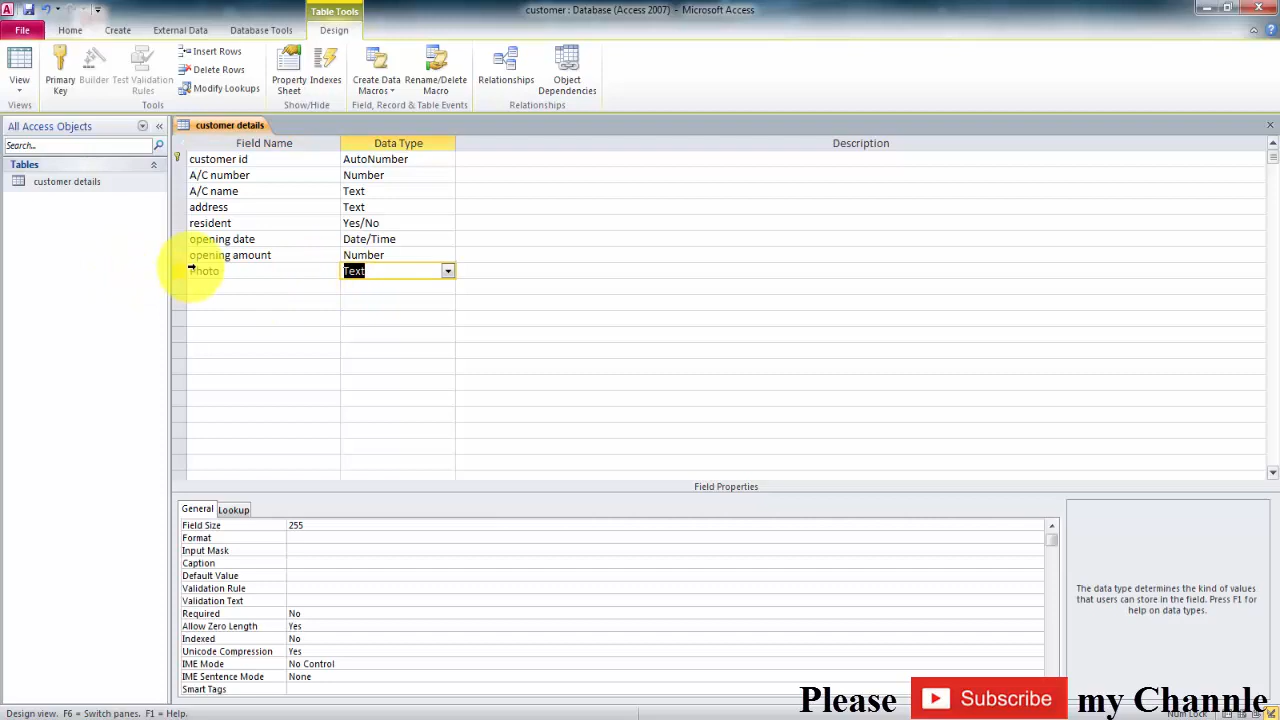 customer : Database (Access 2007) - Microsoft Access
Table Tools
File Home Create External Data Database Tools Design
View
Views
Primary Key
Builder
Test Validation Rules
Insert Rows
Delete Rows
Modify Lookups
Tools
Property Sheet
Indexes
Show/Hide
Create Data Macros
Rename/Delete Macro
Field, Record & Table Events
Relationships
Object Dependencies
Relationships
All Access Objects
Search...
Tables
customer details
customer details
Field Name Data Type Description
customer id AutoNumber
A/C number Number
A/C name Text
address Text
resident Yes/No
opening date Date/Time
opening amount Number
Photo Text
Field Properties
General Lookup
Field Size 255
Format
Input Mask
Caption
Default Value
Validation Rule
Validation Text
Required No
Allow Zero Length Yes
Indexed No
Unicode Compression Yes
IME Mode No Control
IME Sentence Mode None
Smart Tags
The data type determines the kind of values
that users can store in the field. Press F1 for
help on data types.
Please Subscribe my Channle
Design view. F6 = Switch panes. F1 = Help.
Num Lock